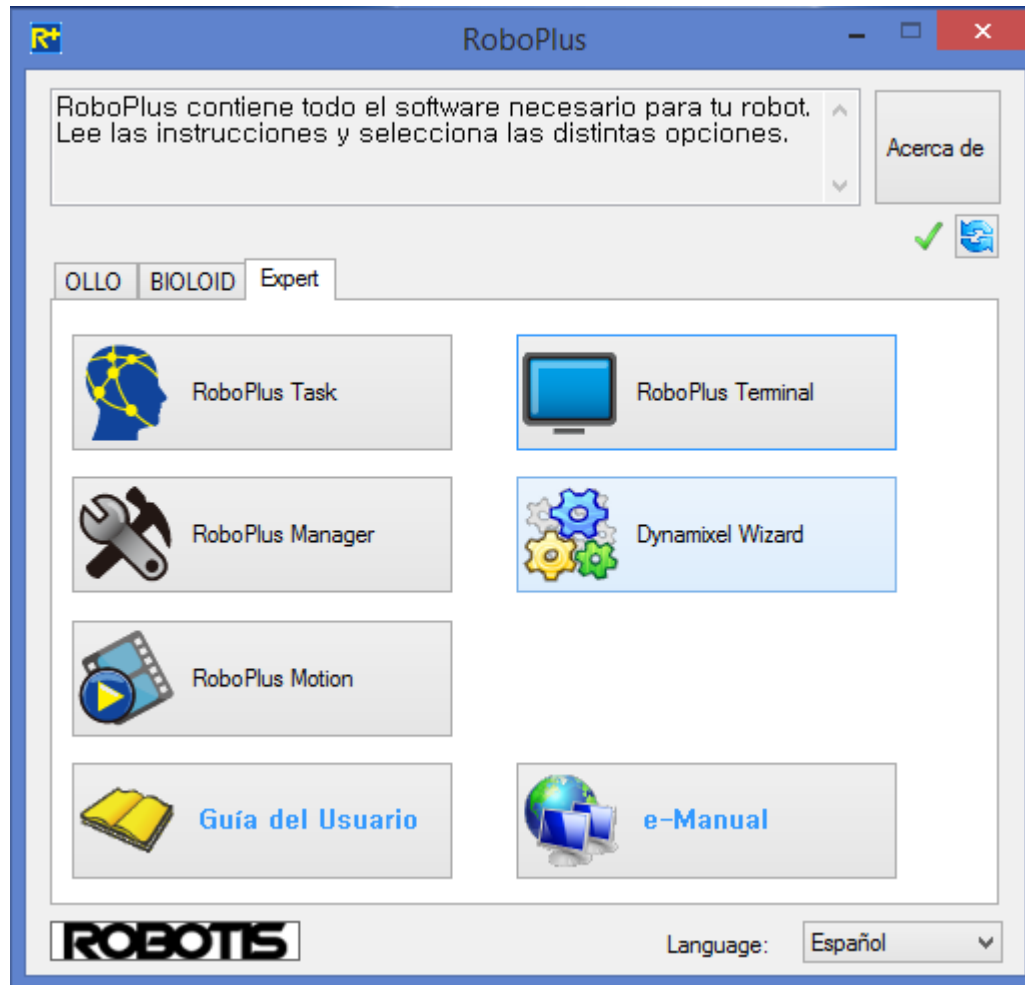 R+
RoboPlus
RoboPlus contiene todo el software necesario para tu robot.
Lee las instrucciones y selecciona las distintas opciones.
Acerca de
OLLO BIOLOID Expert
RoboPlus Task
RoboPlus Terminal
RoboPlus Manager
Dynamixel Wizard
RoboPlus Motion
Guía del Usuario
e-Manual
ROBOTIS
Language: Español